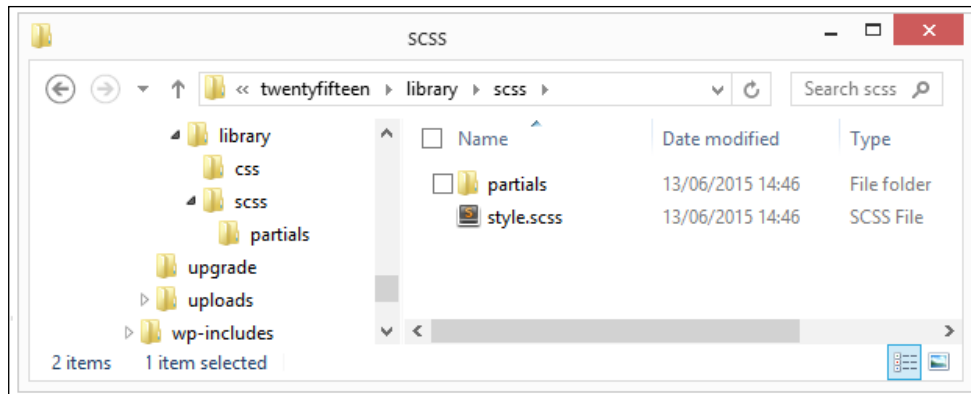 scss
« twentyfifteen library scss
Search scss
library
css
scss
partials
upgrade
uploads
wp-includes
Name Date modified Type
partials 13/06/2015 14:46 File folder
style.scss 13/06/2015 14:46 SCSS File
2 items 1 item selected